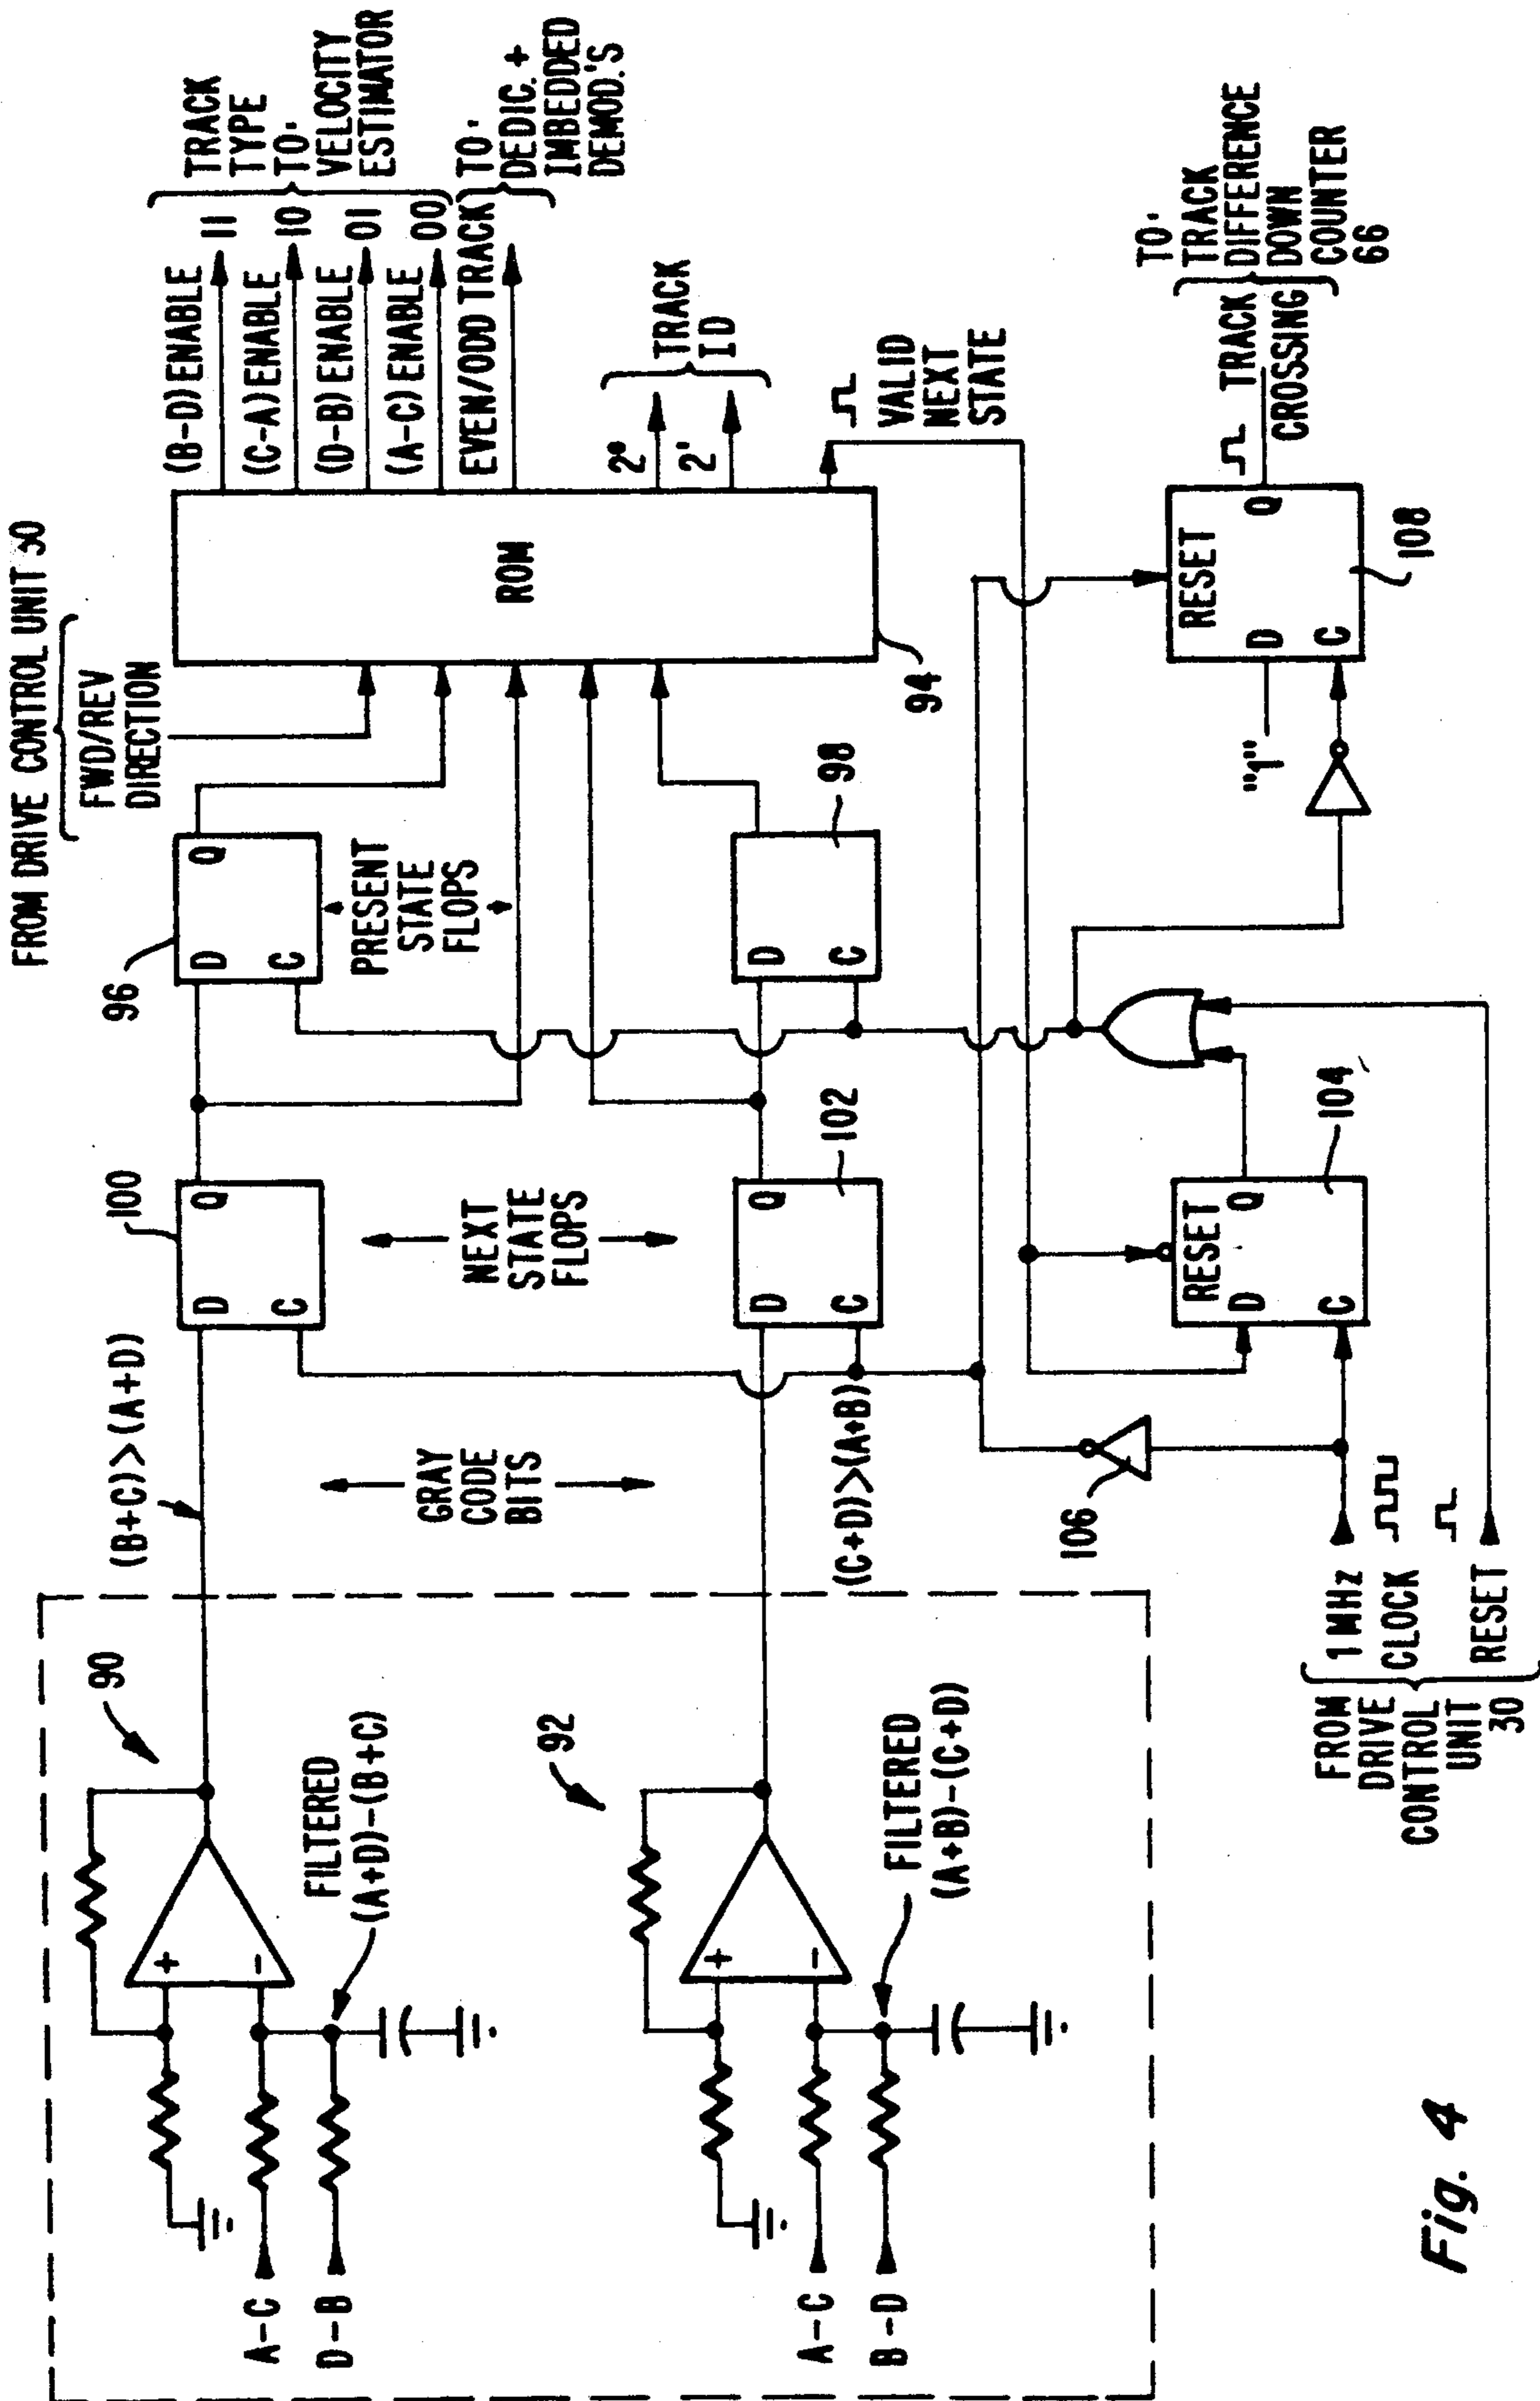 FROM DRIVE CONTROL UNIT 30
FWD/REV
DIRECTION
(B-D) ENABLE 11
(C-A) ENABLE 10
(D-B) ENABLE 01
(A-C) ENABLE 00
TRACK
TYPE
TO·
VELOCITY
ESTIMATOR
EVEN/ODD TRACK
TO·
DEDIC. +
IMBEDDED
DEMOD.'S
2⁰
2'
TRACK
ID
VALID
NEXT
STATE
ROM
94
96
D
Q
C
PRESENT
STATE
FLOPS
98
D
C
100
D
Q
C
NEXT
STATE
FLOPS
102
D
Q
C
(B+C)>(A+D)
GRAY
CODE
BITS
(C+D)>(A+B)
90
+
-
FILTERED
(A+D)-(B+C)
A-C
D-B
92
+
-
FILTERED
(A+B)-(C+D)
A-C
B-D
106
104
RESET
D
Q
C
108
RESET
D
Q
C
"1"
TRACK
CROSSING
TO·
TRACK
DIFFERENCE
DOWN
COUNTER
66
FROM
DRIVE
CONTROL
UNIT
30
1 MHz
CLOCK
RESET
Fig. 4